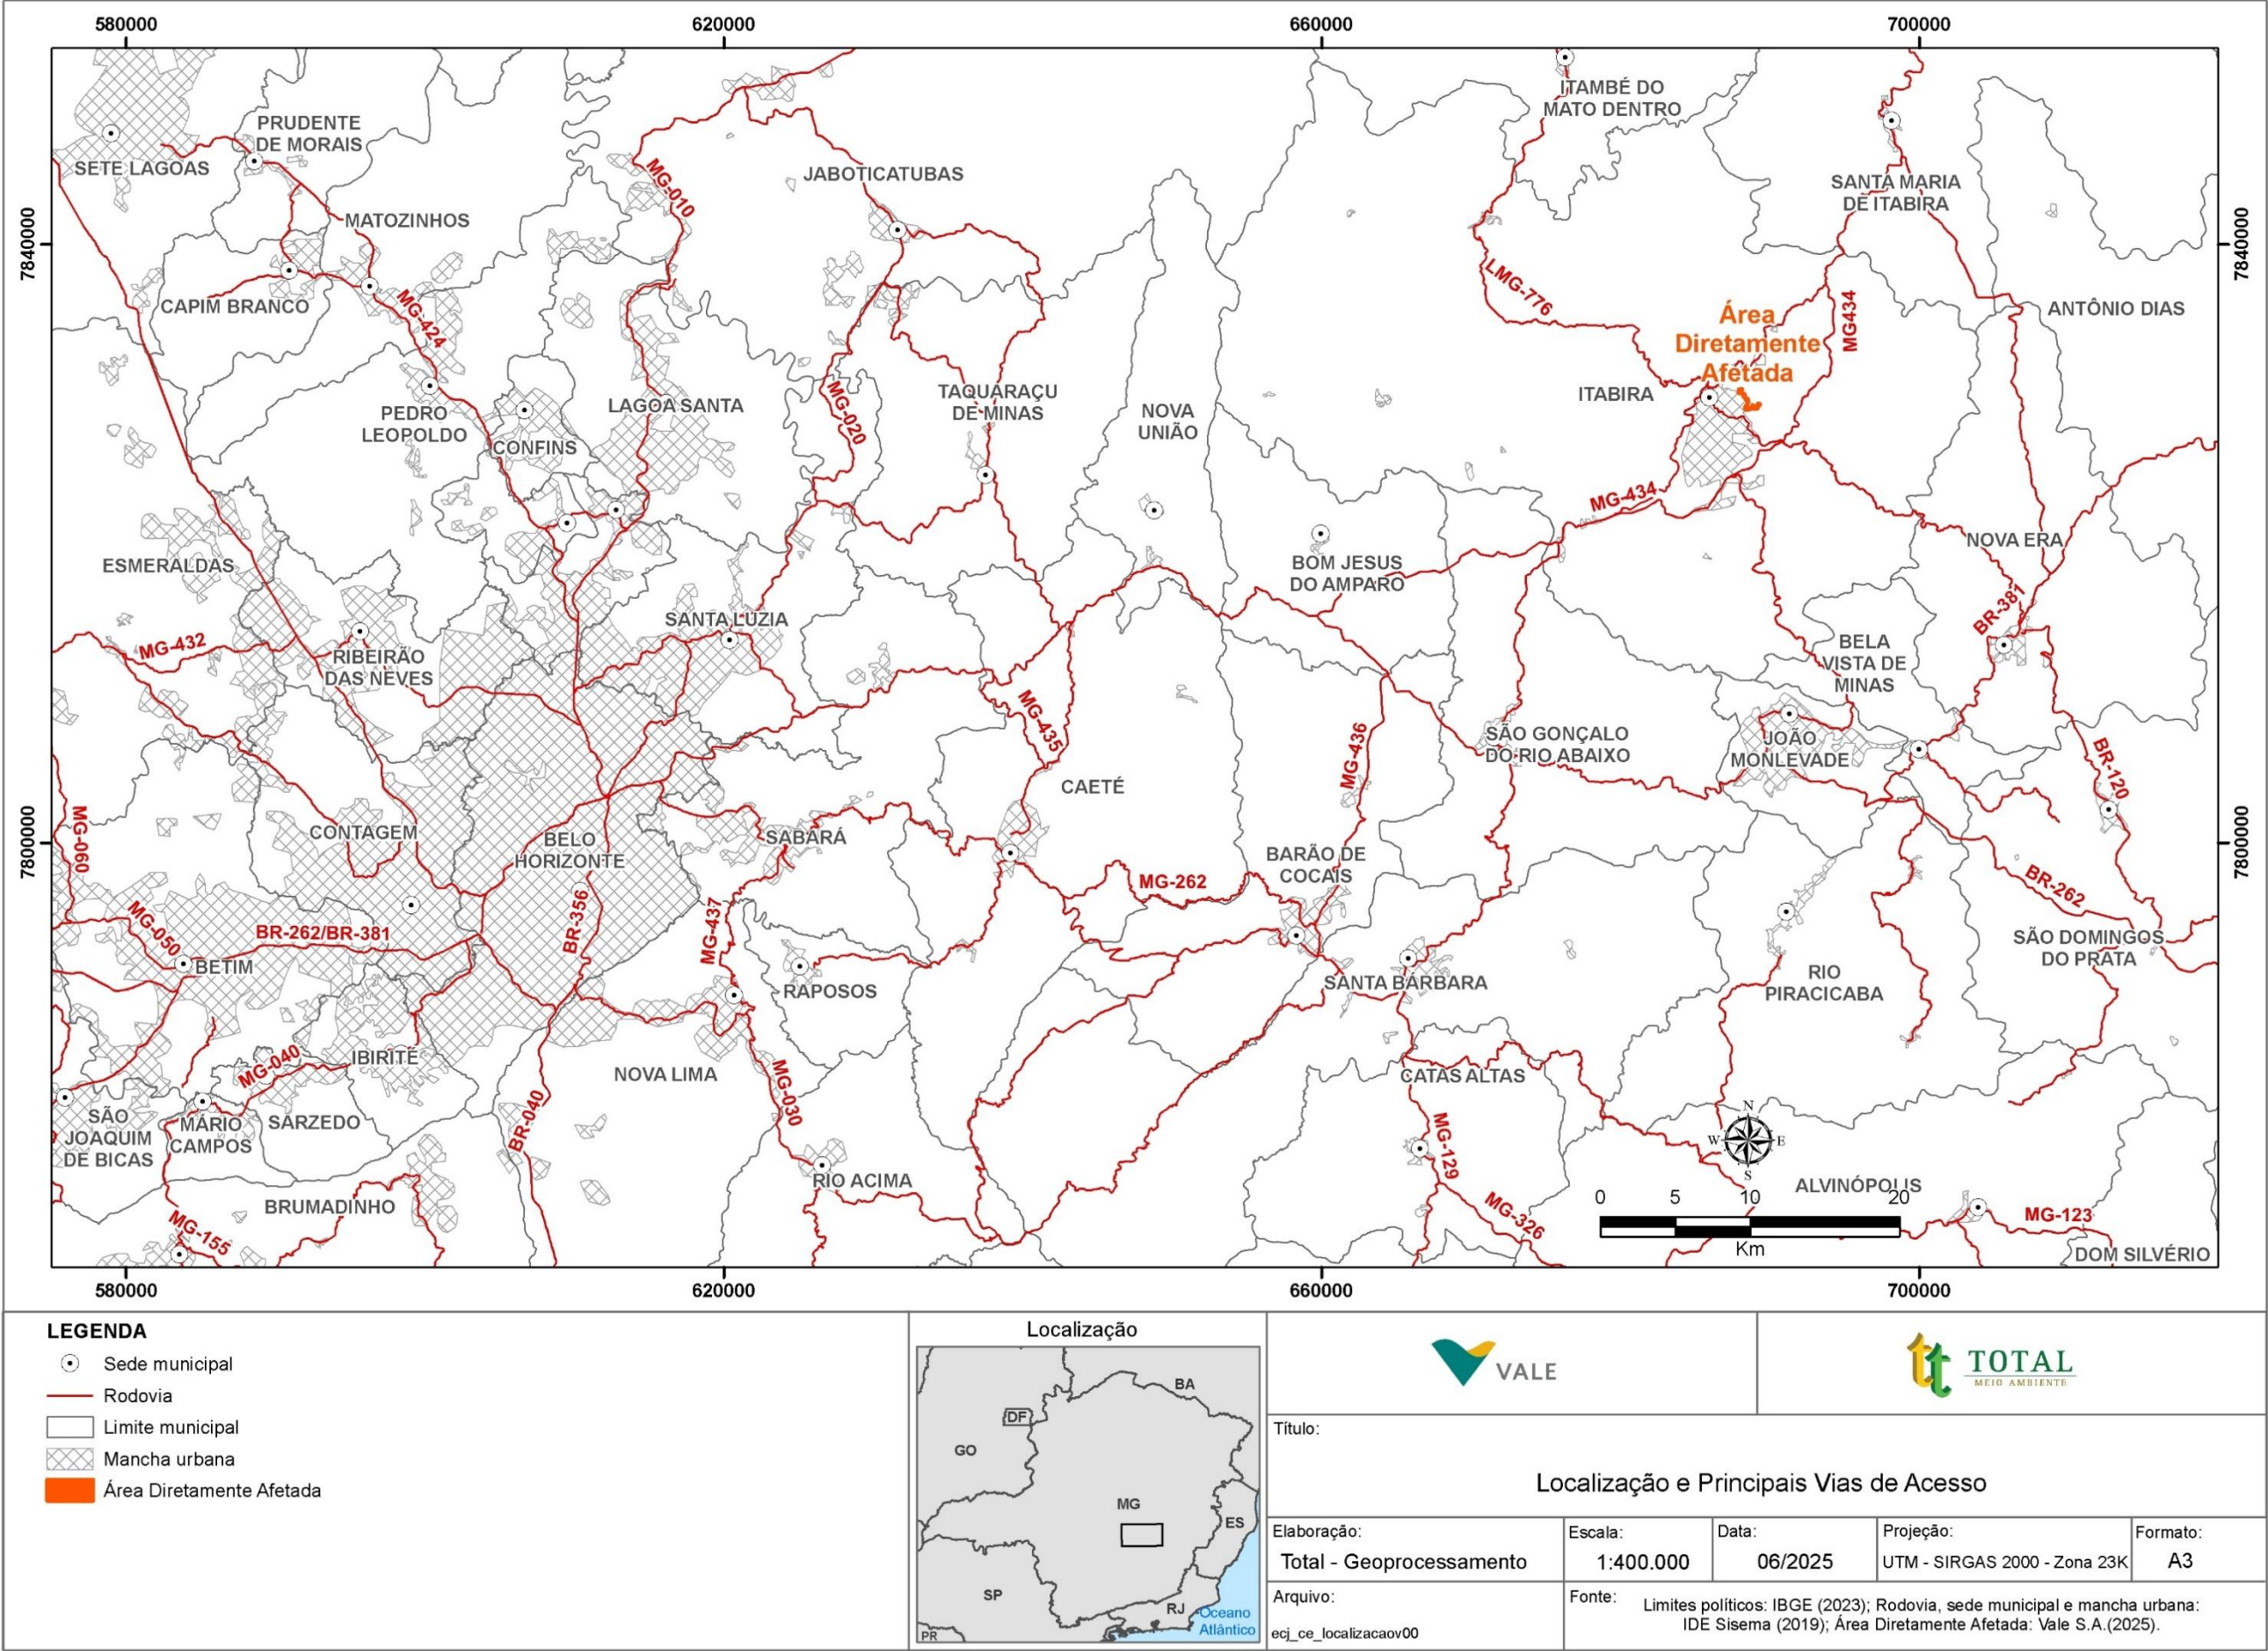 580000
620000
660000
700000
7840000
7800000
7840000
7800000
580000
620000
660000
700000
SETE LAGOAS
PRUDENTE
DE MORAIS
MATOZINHOS
CAPIM BRANCO
MG-424
PEDRO
LEOPOLDO
CONFINS
LAGOA SANTA
MG-010
JABOTICATUBAS
MG-020
TAQUARAÇU
DE MINAS
NOVA
UNIÃO
ITAMBÉ DO
MATO DENTRO
LMG-776
SANTA MARIA
DE ITABIRA
ANTÔNIO DIAS
MG434
Área
Diretamente
Afetada
ITABIRA
MG-434
BOM JESUS
DO AMPARO
NOVA ERA
BR-381
BELA
VISTA DE
MINAS
ESMERALDAS
MG-432
RIBEIRÃO
DAS NEVES
SANTA LUZIA
MG-435
CAETÉ
MG-436
SÃO GONÇALO
DO RIO ABAIXO
JOÃO
MONLEVADE
BR-120
MG-060
CONTAGEM
BELO
HORIZONTE
SABARÁ
BARÃO DE
COCAIS
MG-262
BR-262
MG-050
BR-262/BR-381
BETIM
BR-356
MG-437
RAPOSOS
SANTA BÁRBARA
RIO
PIRACICABA
SÃO DOMINGOS
DO PRATA
MG-040
IBIRITÉ
NOVA LIMA
MG-030
CATAS ALTAS
SÃO
JOAQUIM
DE BICAS
MÁRIO
CAMPOS
SARZEDO
BR-040
BRUMADINHO
MG-155
RIO ACIMA
MG-129
MG-326
ALVINÓPOLIS
MG-123
DOM SILVÉRIO
N
W
E
S
0 5 10 20
Km
LEGENDA
Sede municipal
Rodovia
Limite municipal
Mancha urbana
Área Diretamente Afetada
Localização
BA
DF
GO
MG
ES
SP
RJ
PR
Oceano
Atlântico
VALE
TOTAL
MEIO AMBIENTE
Título:
Localização e Principais Vias de Acesso
Elaboração:
Total - Geoprocessamento
Escala:
1:400.000
Data:
06/2025
Projeção:
UTM - SIRGAS 2000 - Zona 23K
Formato:
A3
Arquivo:
ecj_ce_localizacaov00
Fonte:
Limites políticos: IBGE (2023); Rodovia, sede municipal e mancha urbana:
IDE Sisema (2019); Área Diretamente Afetada: Vale S.A.(2025).